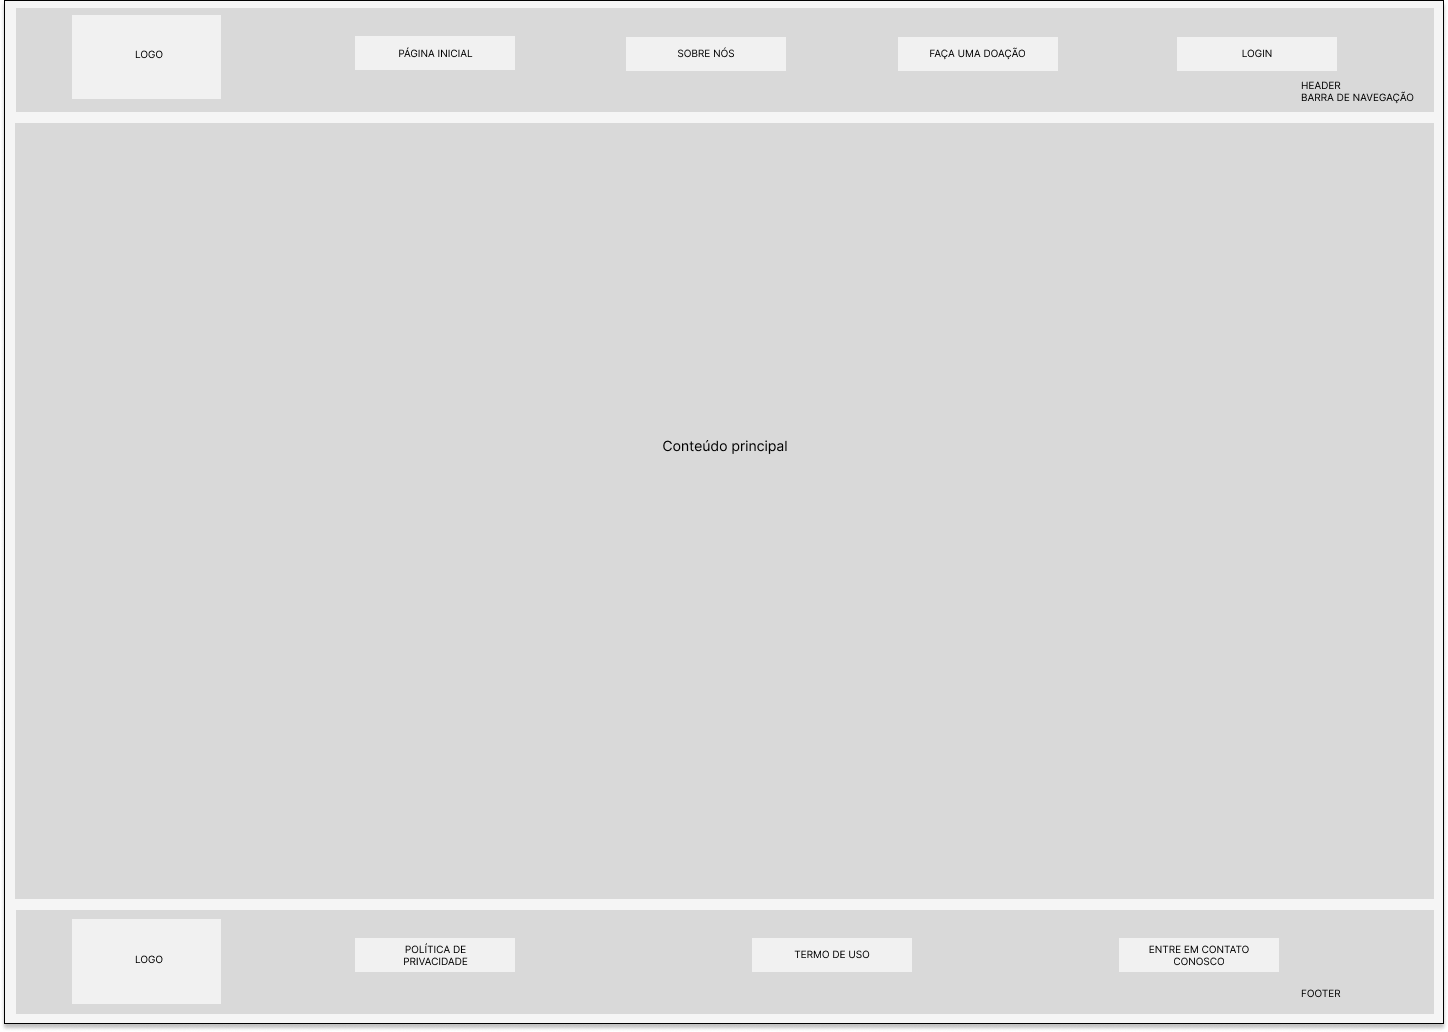 LOGO
PÁGINA INICIAL
SOBRE NÓS
FAÇA UMA DOAÇÃO
LOGIN
HEADER
BARRA DE NAVEGAÇÃO
Conteúdo principal
LOGO
POLÍTICA DE
PRIVACIDADE
TERMO DE USO
ENTRE EM CONTATO
CONOSCO
FOOTER